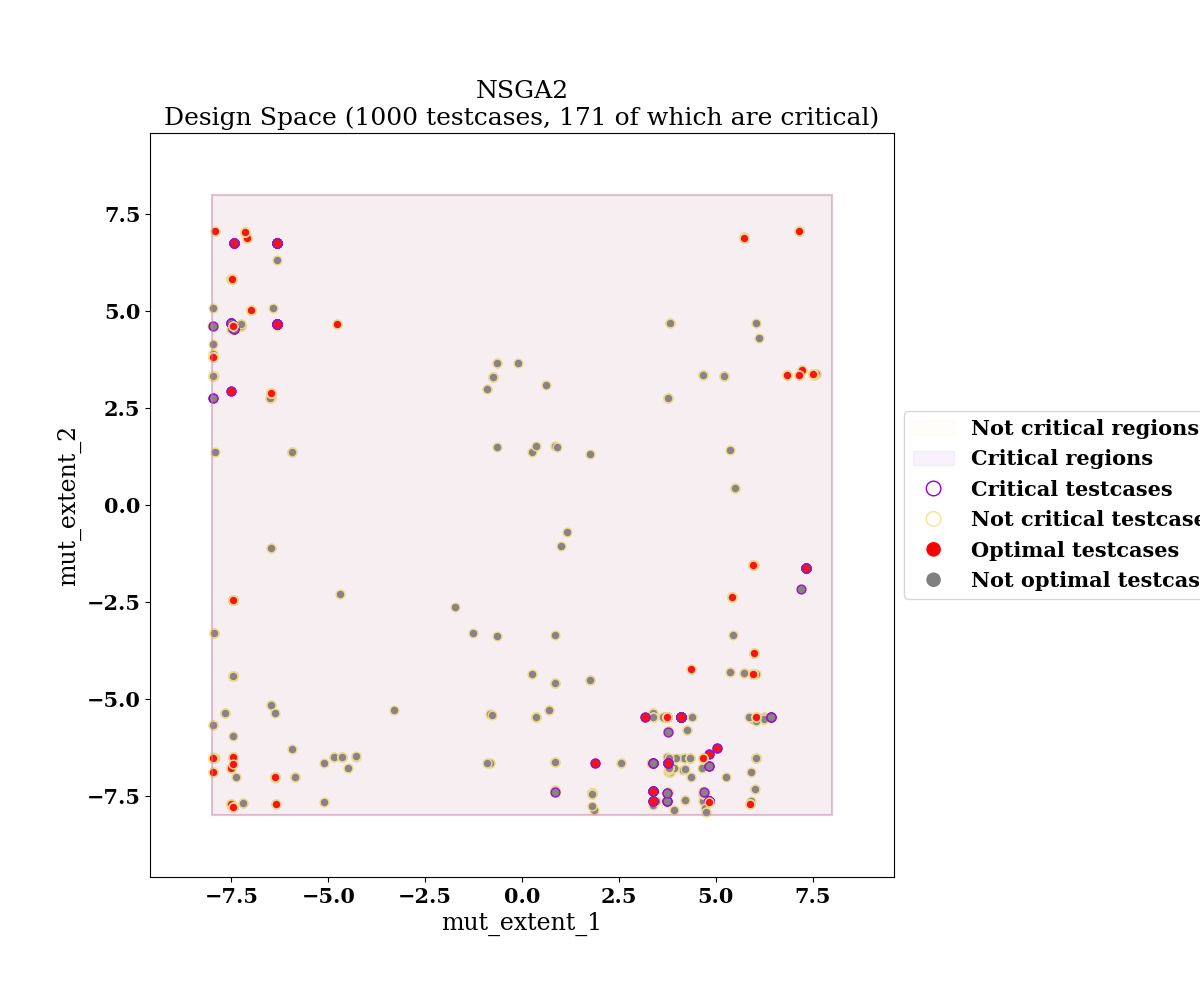 NSGA2
Design Space (1000 testcases, 171 of which are critical)
7.5
5.0
2.5
0.0
−2.5
−5.0
−7.5
mut_extent_2
−7.5 −5.0 −2.5 0.0 2.5 5.0 7.5
mut_extent_1
Not critical regions
Critical regions
Critical testcases
Not critical testcase
Optimal testcases
Not optimal testcas